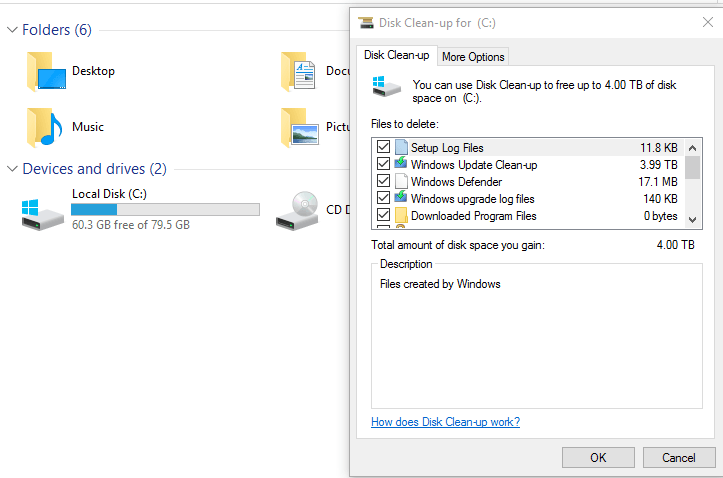 Folders (6)
Desktop
Docu
Music
Pictu
Devices and drives (2)
Local Disk (C:)
60.3 GB free of 79.5 GB
CD D
Disk Clean-up for (C:)
Disk Clean-up
More Options
You can use Disk Clean-up to free up to 4.00 TB of disk
space on (C:).
Files to delete:
Setup Log Files 11.8 KB
Windows Update Clean-up 3.99 TB
Windows Defender 17.1 MB
Windows upgrade log files 140 KB
Downloaded Program Files 0 bytes
Total amount of disk space you gain: 4.00 TB
Description
Files created by Windows
How does Disk Clean-up work?
OK
Cancel